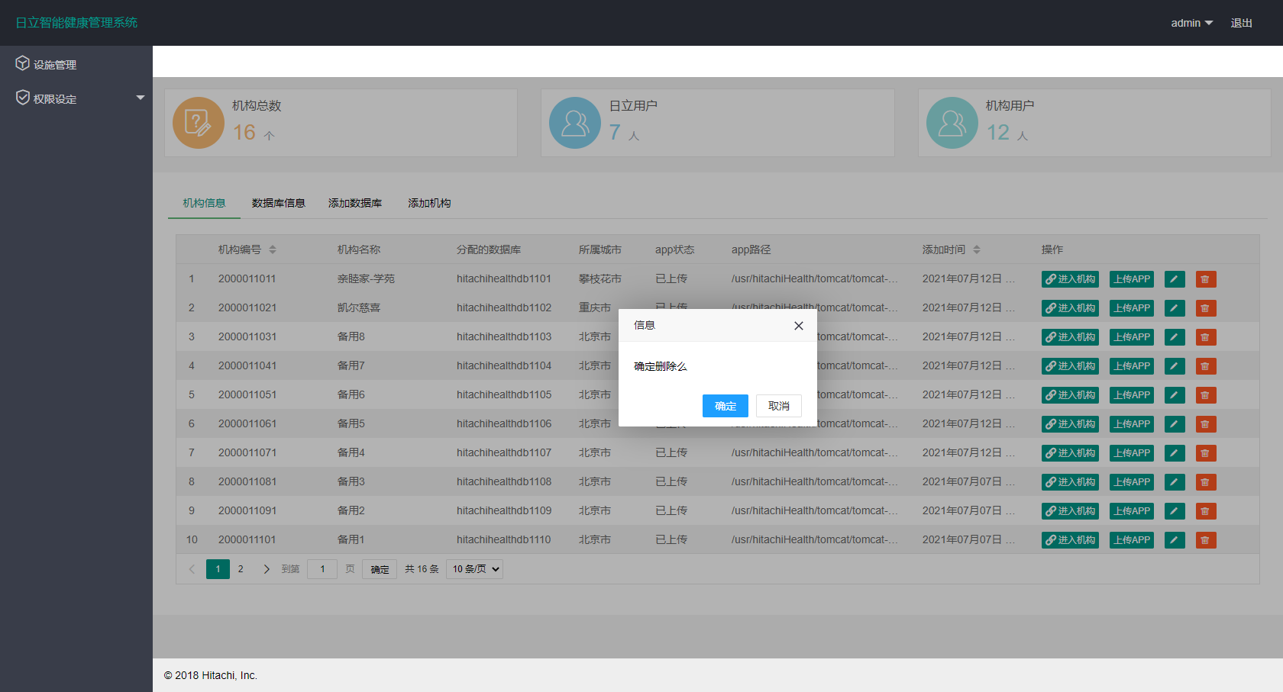 日立智能健康管理系统
admin 退出
设施管理
权限设定
机构总数
16 个
日立用户
7 人
机构用户
12 人
机构信息 数据库信息 添加数据库 添加机构
机构编号 机构名称 分配的数据库 所属城市 app状态 app路径 添加时间 操作
1 2000011011 亲睦家-学苑 hitachihealthdb1101 攀枝花市 已上传 /usr/hitachiHealth/tomcat/tomcat-... 2021年07月12日 ... 进入机构 上传APP
2 2000011021 凯尔慈喜 hitachihealthdb1102 重庆市 已上传 /usr/hitachiHealth/tomcat/tomcat-... 2021年07月12日 ... 进入机构 上传APP
3 2000011031 备用8 hitachihealthdb1103 北京市 tomcat/tomcat-... 2021年07月12日 ... 进入机构 上传APP
4 2000011041 备用7 hitachihealthdb1104 北京市 tomcat/tomcat-... 2021年07月12日 ... 进入机构 上传APP
5 2000011051 备用6 hitachihealthdb1105 北京市 tomcat/tomcat-... 2021年07月12日 ... 进入机构 上传APP
6 2000011061 备用5 hitachihealthdb1106 北京市 已上传 /usr/hitachiHealth/tomcat/tomcat-... 2021年07月12日 ... 进入机构 上传APP
7 2000011071 备用4 hitachihealthdb1107 北京市 已上传 /usr/hitachiHealth/tomcat/tomcat-... 2021年07月12日 ... 进入机构 上传APP
8 2000011081 备用3 hitachihealthdb1108 北京市 已上传 /usr/hitachiHealth/tomcat/tomcat-... 2021年07月07日 ... 进入机构 上传APP
9 2000011091 备用2 hitachihealthdb1109 北京市 已上传 /usr/hitachiHealth/tomcat/tomcat-... 2021年07月07日 ... 进入机构 上传APP
10 2000011101 备用1 hitachihealthdb1110 北京市 已上传 /usr/hitachiHealth/tomcat/tomcat-... 2021年07月07日 ... 进入机构 上传APP
信息
确定删除么
确定 取消
1 2 到第 1 页 确定 共 16 条 10 条/页
© 2018 Hitachi, Inc.